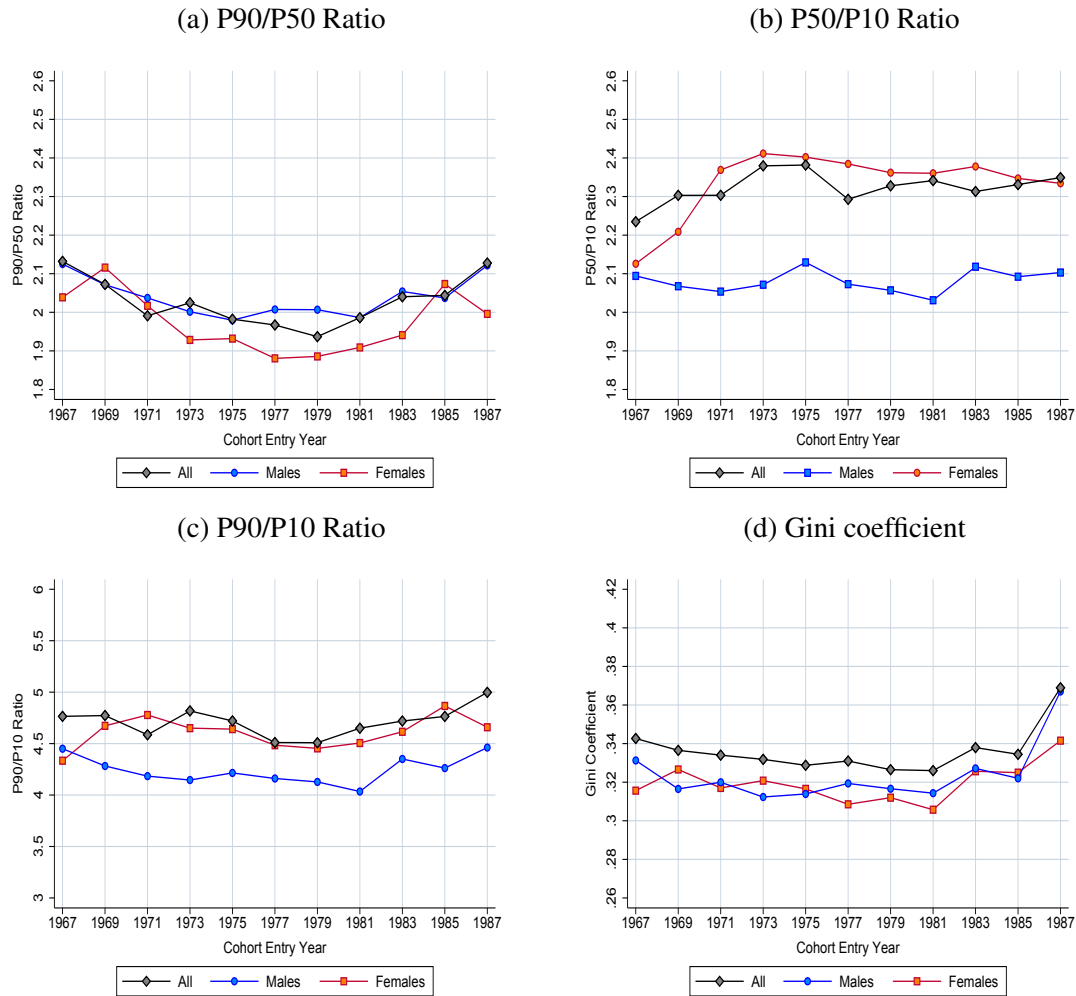 (a) P90/P50 Ratio
P90/P50 Ratio
2.6
2.5
2.4
2.3
2.2
2.1
2
1.9
1.8
1967 1969 1971 1973 1975 1977 1979 1981 1983 1985 1987
Cohort Entry Year
All Males Females
(b) P50/P10 Ratio
P50/P10 Ratio
2.6
2.5
2.4
2.3
2.2
2.1
2
1.9
1.8
1967 1969 1971 1973 1975 1977 1979 1981 1983 1985 1987
Cohort Entry Year
All Males Females
(c) P90/P10 Ratio
P90/P10 Ratio
6
5.5
5
4.5
4
3.5
3
1967 1969 1971 1973 1975 1977 1979 1981 1983 1985 1987
Cohort Entry Year
All Males Females
(d) Gini coefficient
Gini Coefficient
.42
.4
.38
.36
.34
.32
.3
.28
.26
1967 1969 1971 1973 1975 1977 1979 1981 1983 1985 1987
Cohort Entry Year
All Males Females